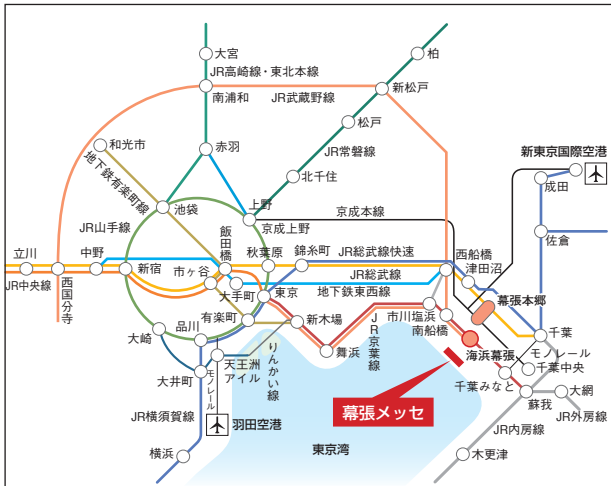 大宮
柏
JR高崎線・東北本線
南浦和
JR武蔵野線
新松戸
和光市
松戸
赤羽
JR常磐線
新東京国際空港
地下鉄有楽町線
北千住
成田
池袋
上野
京成本線
京成上野
JR山手線
飯田橋
佐倉
立川
中野
秋葉原
錦糸町
JR総武線快速
西船橋
津田沼
新宿
市ヶ谷
JR総武線
JR中央線
西国分寺
大手町
東京
地下鉄東西線
幕張本郷
品川
有楽町
新木場
市川塩浜
南船橋
千葉
大崎
りんかい線
舞浜
JR京葉線
海浜幕張
モノレール
天王洲アイル
千葉中央
大井町
モノレール
千葉みなと
蘇我
大網
幕張メッセ
JR横須賀線
羽田空港
JR外房線
JR内房線
横浜
東京湾
木更津